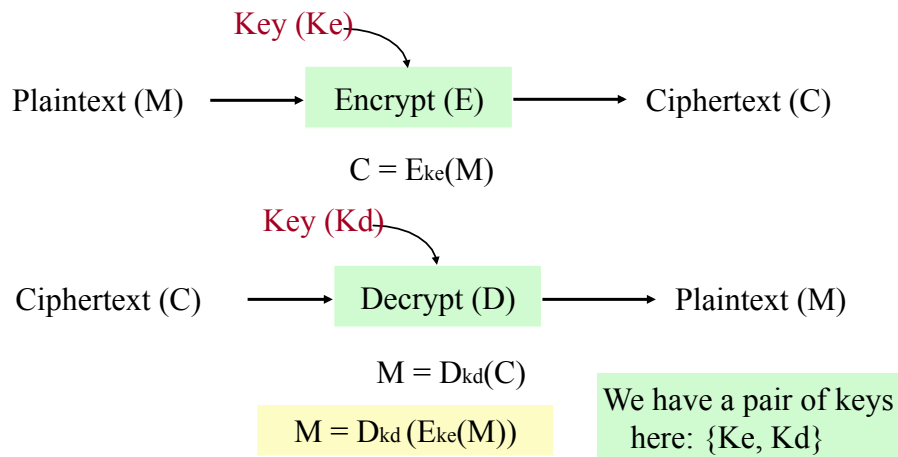 Key (Ke)
Plaintext (M) Encrypt (E) Ciphertext (C)
C = Eke(M)
Key (Kd)
Ciphertext (C) Decrypt (D) Plaintext (M)
M = Dkd(C)
M = Dkd (Eke(M))
We have a pair of keys
here: {Ke, Kd}